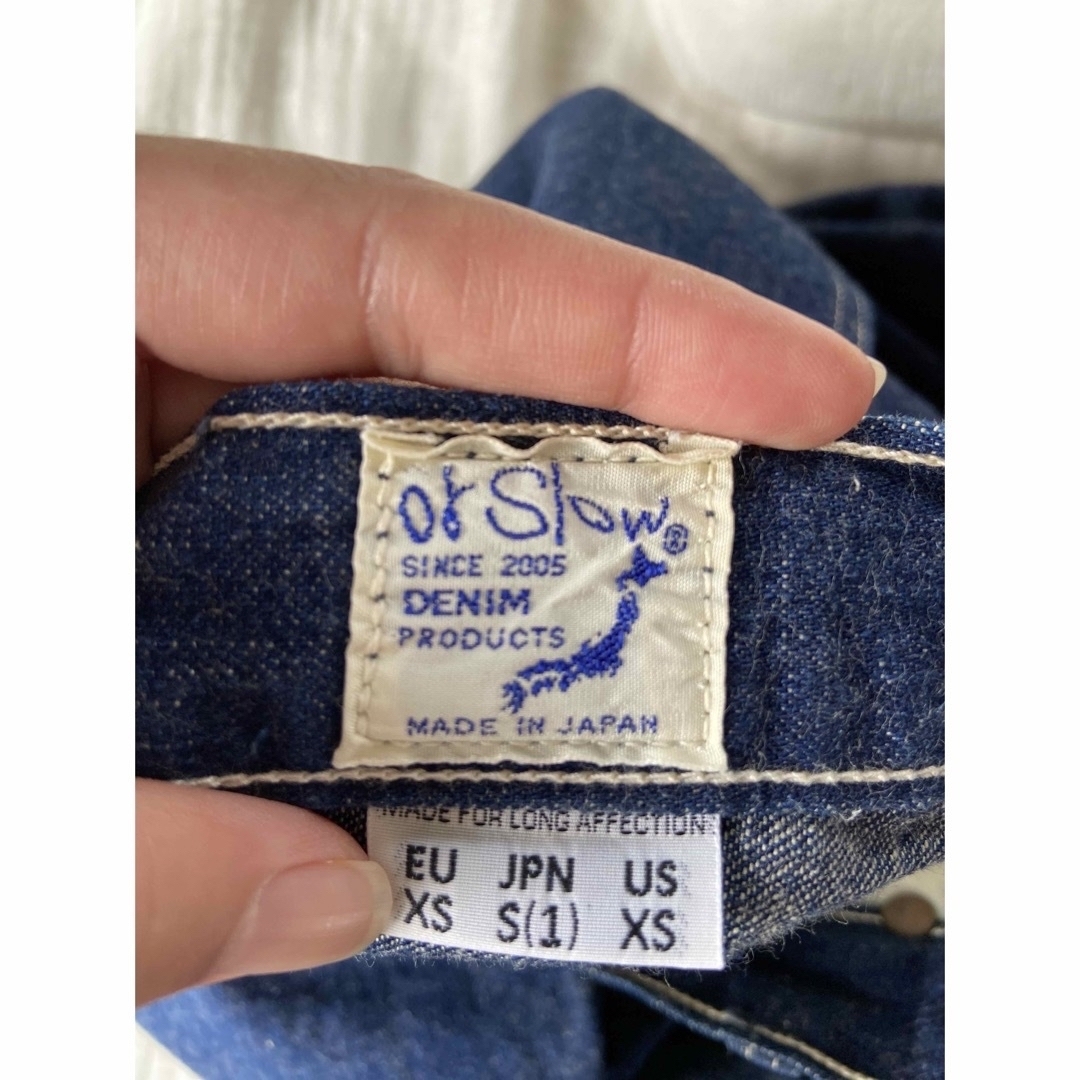 orSlow®
SINCE 2005
DENIM
PRODUCTS
MADE IN JAPAN
MADE FOR LONG AFFECTION
EU JPN US
XS S(1) XS